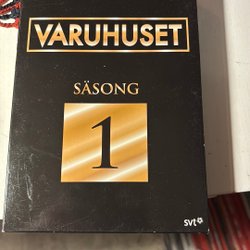 VARUHUSET
SÄSONG
1
svt